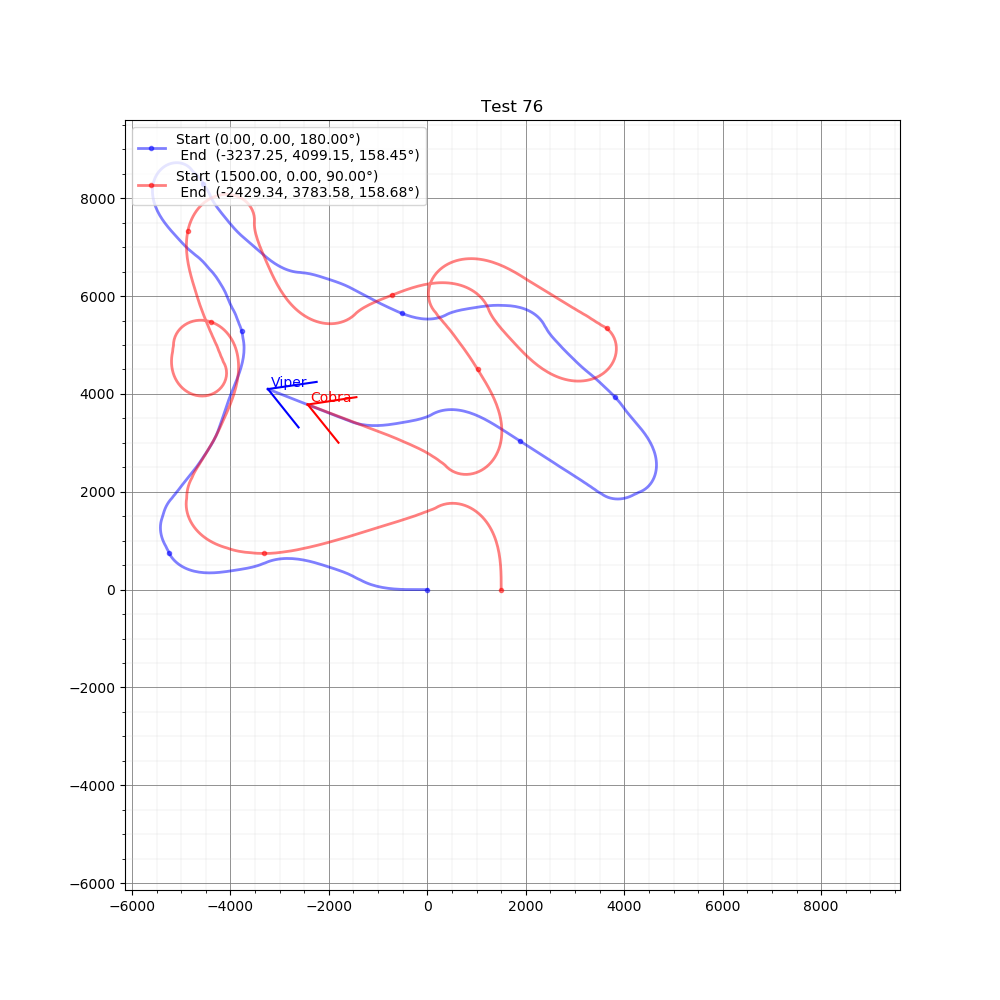 Test 76
Start (0.00, 0.00, 180.00°)
End  (-3237.25, 4099.15, 158.45°)
Start (1500.00, 0.00, 90.00°)
End  (-2429.34, 3783.58, 158.68°)
8000
6000
4000
2000
0
−2000
−4000
−6000
Viper
Cobra
−6000 −4000 −2000 0 2000 4000 6000 8000